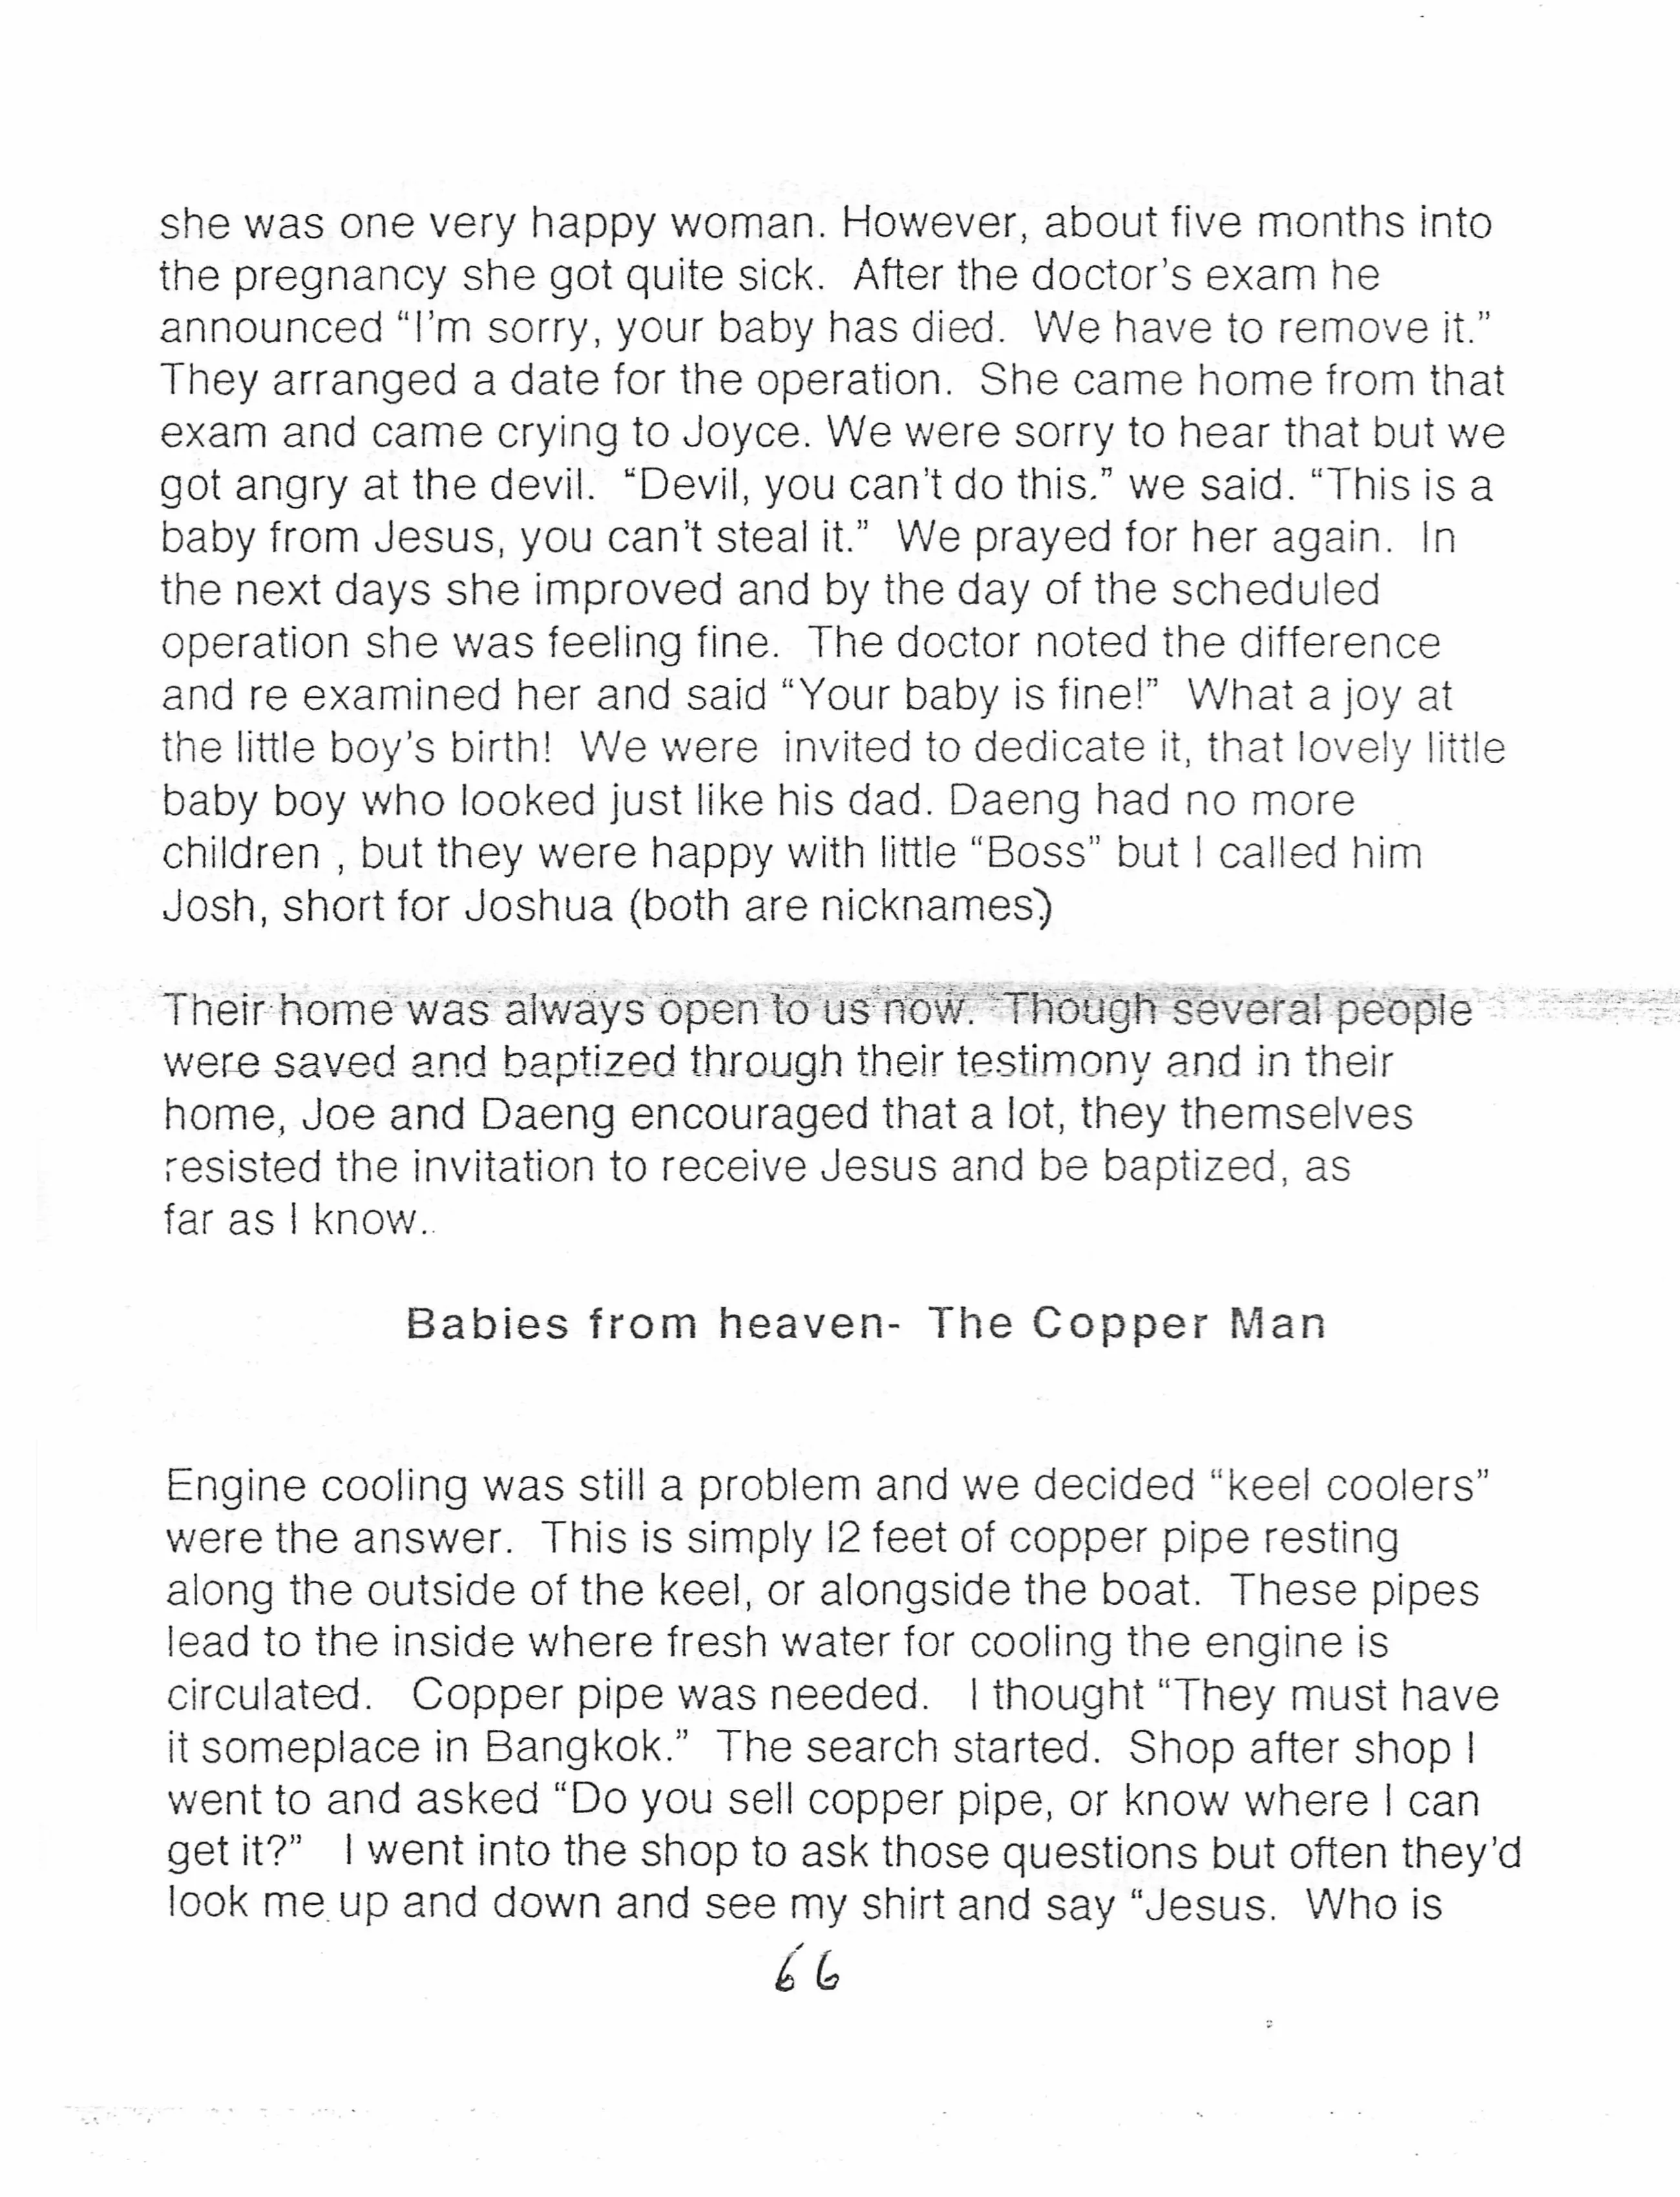 she was one very happy woman. However, about five months into
the pregnancy she got quite sick.  After the doctor's exam he
announced “I'm sorry, your baby has died.  We have to remove it.”
They arranged a date for the operation.  She came home from that
exam and came crying to Joyce. We were sorry to hear that but we
got angry at the devil.  “Devil, you can't do this.” we said. “This is a
baby from Jesus, you can't steal it.”  We prayed for her again.  In
the next days she improved and by the day of the scheduled
operation she was feeling fine.  The doctor noted the difference
and re examined her and said “Your baby is fine!”  What a joy at
the little boy's birth!  We were  invited to dedicate it, that lovely little
baby boy who looked just like his dad. Daeng had no more
children , but they were happy with little “Boss” but I called him
Josh, short for Joshua (both are nicknames)
Their home was always open to us now.  Though several people
were saved and baptized through their testimony and in their
home, Joe and Daeng encouraged that a lot, they themselves
resisted the invitation to receive Jesus and be baptized, as
far as I know..
Babies from heaven- The Copper Man
Engine cooling was still a problem and we decided “keel coolers”
were the answer.  This is simply 12 feet of copper pipe resting
along the outside of the keel, or alongside the boat.  These pipes
lead to the inside where fresh water for cooling the engine is
circulated.   Copper pipe was needed.   I thought “They must have
it someplace in Bangkok.”  The search started.  Shop after shop I
went to and asked “Do you sell copper pipe, or know where I can
get it?”   I went into the shop to ask those questions but often they'd
look me up and down and see my shirt and say “Jesus.  Who is
66